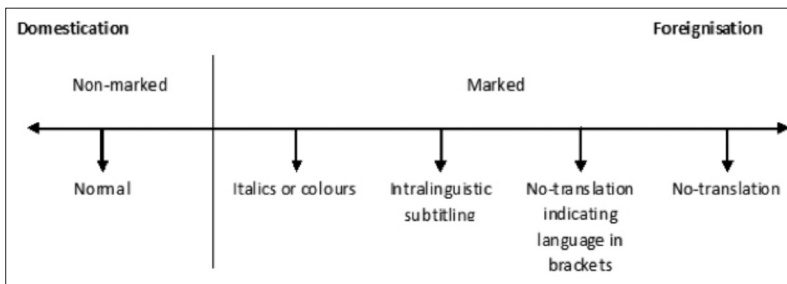 Domestication
Foreignisation
Non-marked
Marked
Normal
Italics or colours
Intralinguistic
subtitling
No-translation
indicating
language in
brackets
No-translation